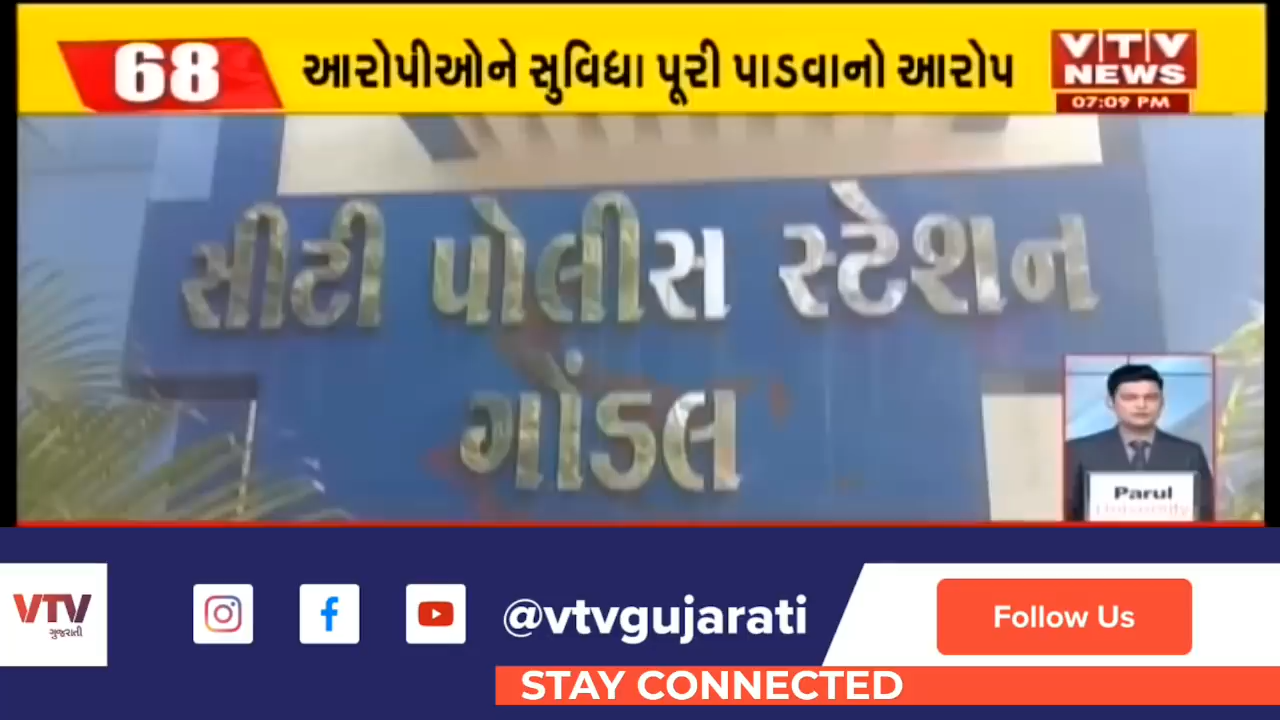 68
આરોપીઓને સુવિધા પૂરી પાડવાનો આરોપ
VTV
NEWS
07:09 PM
સીટી પોલીસ સ્ટેશન
ગોંડલ
Parul
University
VTV
ગુજરાતી
@vtvgujarati
Follow Us
STAY CONNECTED